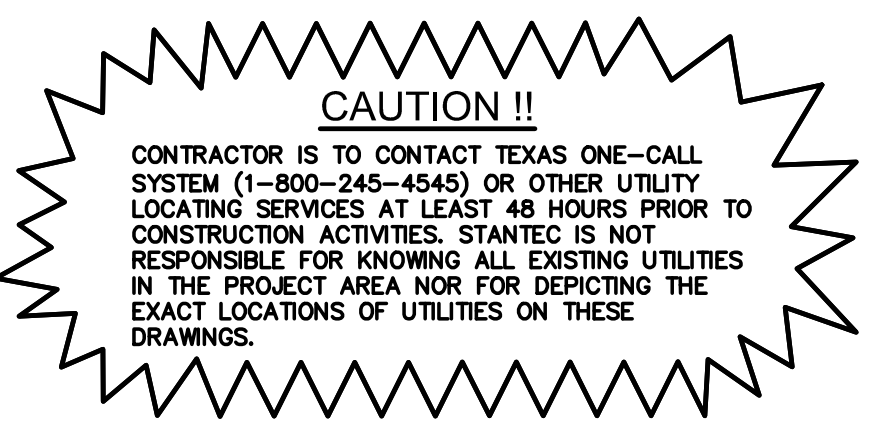 CAUTION !!
CONTRACTOR IS TO CONTACT TEXAS ONE-CALL
SYSTEM (1-800-245-4545) OR OTHER UTILITY
LOCATING SERVICES AT LEAST 48 HOURS PRIOR TO
CONSTRUCTION ACTIVITIES. STANTEC IS NOT
RESPONSIBLE FOR KNOWING ALL EXISTING UTILITIES
IN THE PROJECT AREA NOR FOR DEPICTING THE
EXACT LOCATIONS OF UTILITIES ON THESE
DRAWINGS.